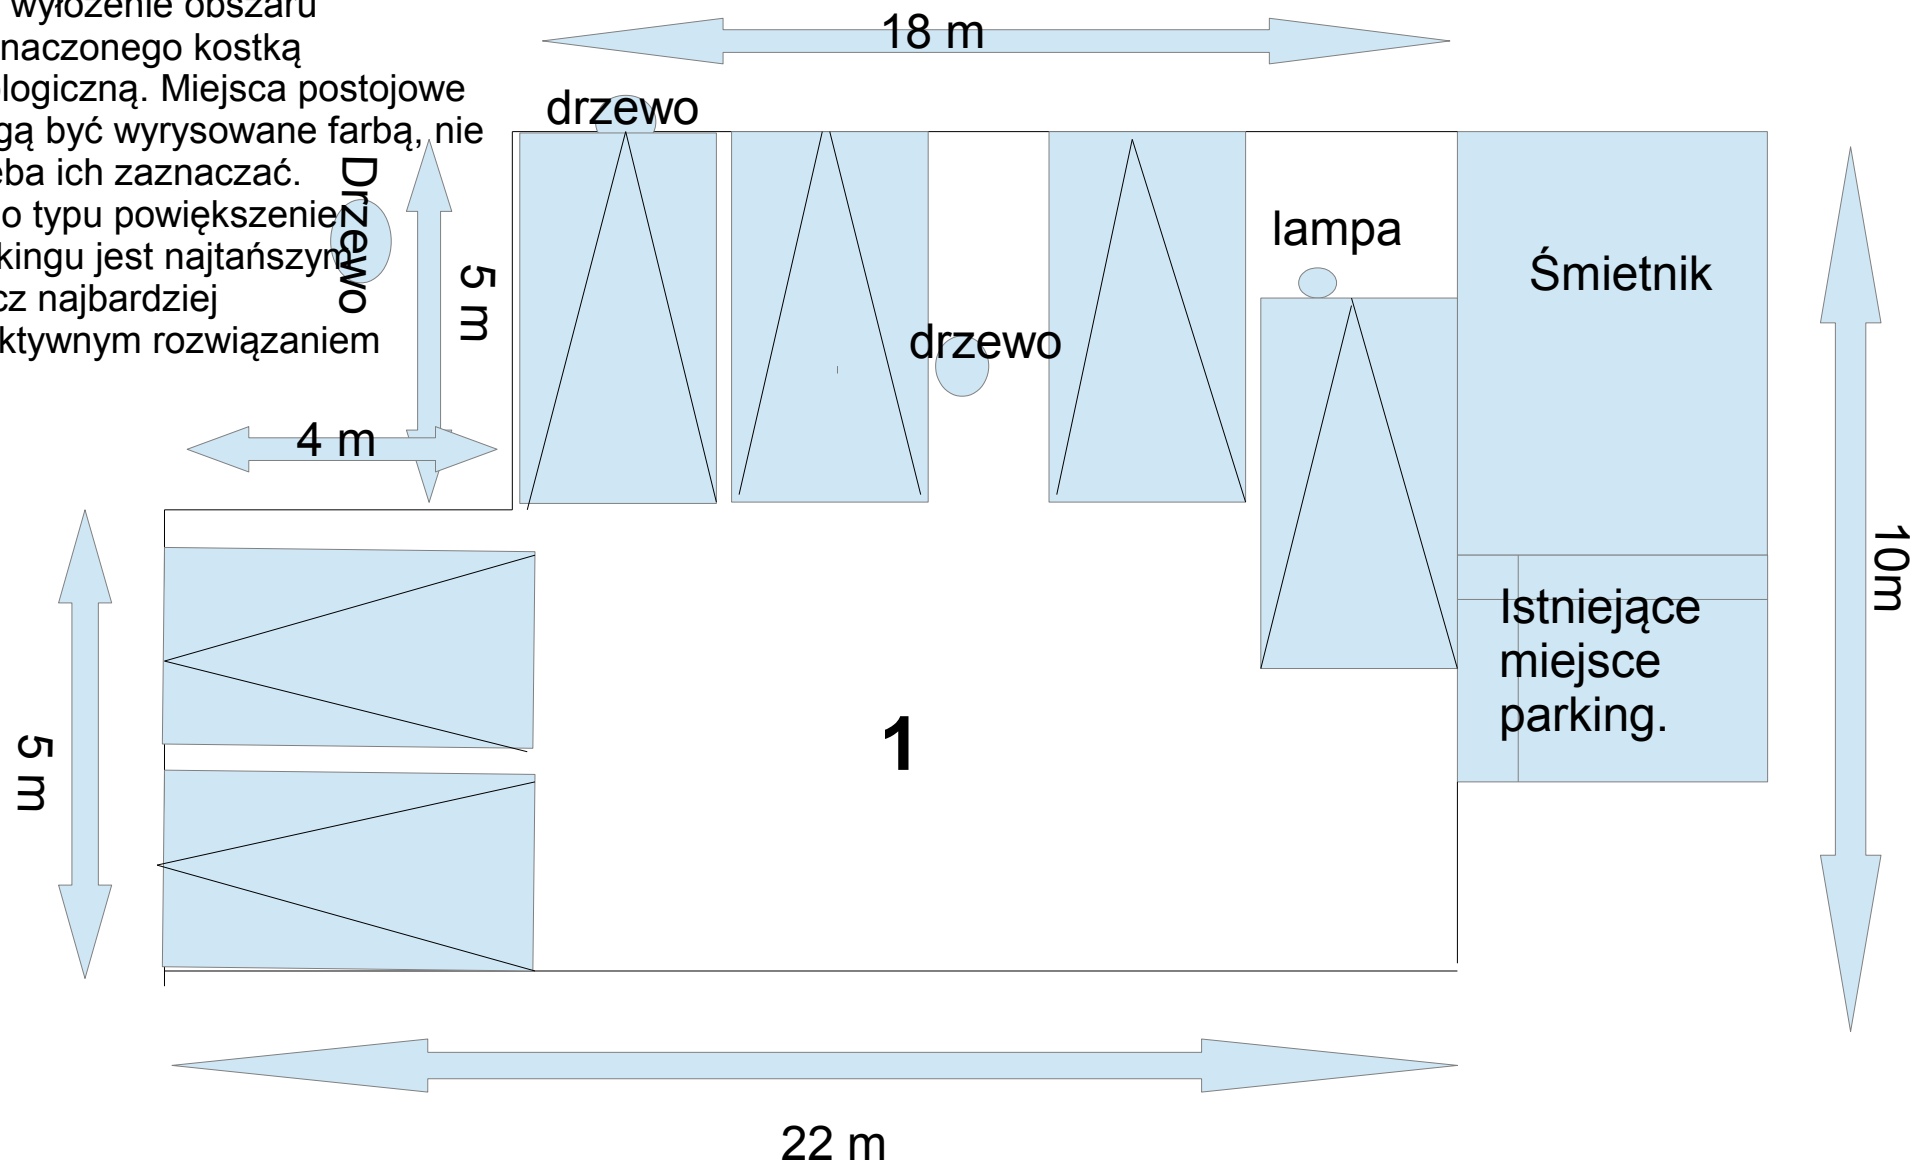 wyłożenie obszaru
naczonego kostką
logiczną. Miejsca postojowe
gą być wyrysowane farbą, nie
eba ich zaznaczać.
o typu powiększenie
kingu jest najtańszym
cz najbardziej
ktywnym rozwiązaniem
18 m
drzewo
Drzewo
5 m
4 m
drzewo
lampa
Śmietnik
10m
Istniejące
miejsce
parking.
5 m
1
22 m